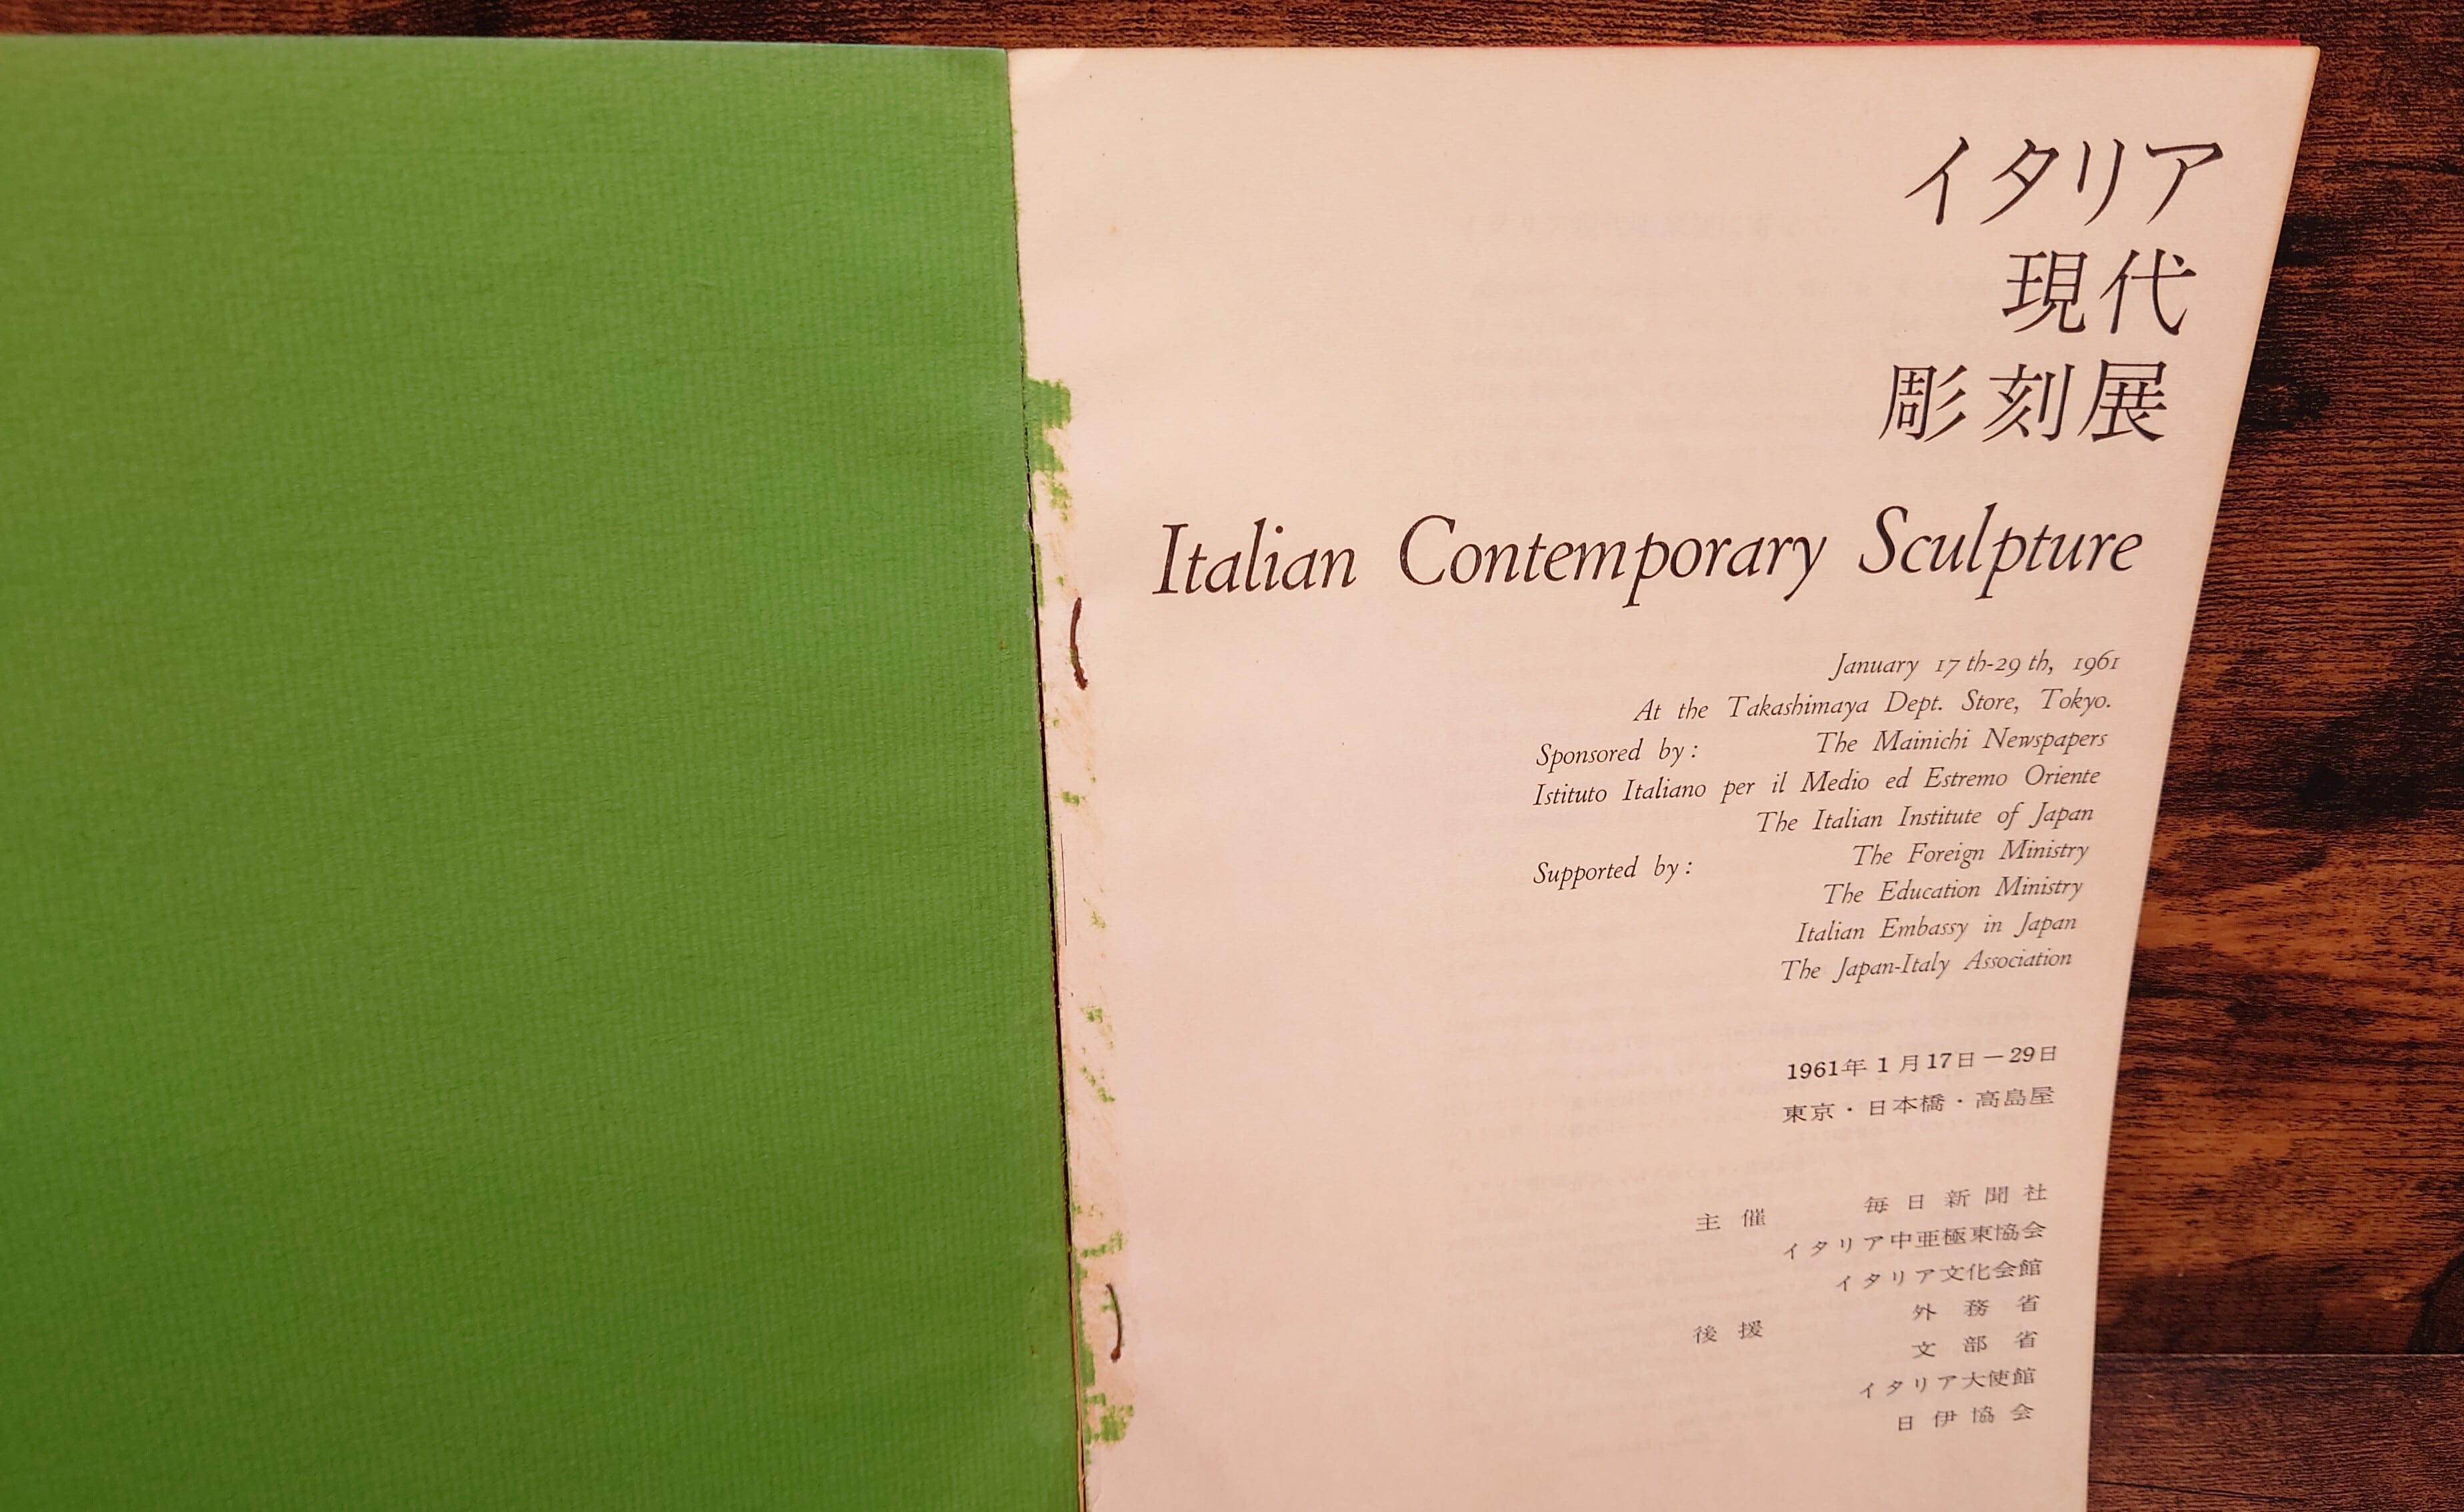 イタリア
現代
彫刻展
Italian Contemporary Sculpture
January 17 th-29 th, 1961
At the Takashimaya Dept. Store, Tokyo.
Sponsored by : The Mainichi Newspapers
Istituto Italiano per il Medio ed Estremo Oriente
The Italian Institute of Japan
Supported by : The Foreign Ministry
The Education Ministry
Italian Embassy in Japan
The Japan-Italy Association
1961年 1 月17日 — 29日
東京・日本橋・高島屋
主 催 毎 日 新 聞 社
イタリア中亜極東協会
イタリア文化会館
後 援 外 務 省
文 部 省
イタリア大使館
日 伊 協 会